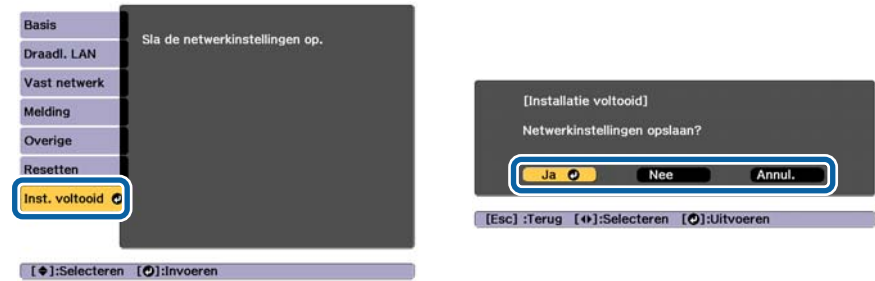 Basis
Draadl. LAN
Vast netwerk
Melding
Overige
Resetten
Inst. voltooid
Sla de netwerkinstellingen op.
[ ]:Selecteren [ ]:Invoeren
[Installatie voltooid]
Netwerkinstellingen opslaan?
Ja Nee Annul.
[Esc] :Terug [ ]:Selecteren [ ]:Uitvoeren